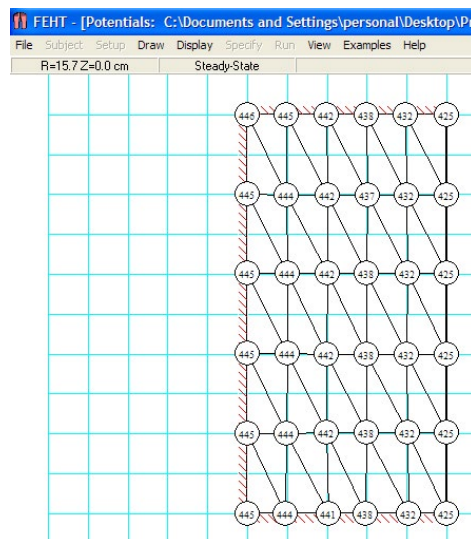 FEHT - [Potentials: C:\Documents and Settings\personal\Desktop\Pr
File Subject Setup Draw Display Specify Run View Examples Help
R=15.7 Z=0.0 cm Steady-State
446 445 442 438 432 425
445 444 442 437 432 425
445 444 442 438 432 425
445 444 442 438 432 425
445 444 442 438 432 425
445 444 441 438 432 425